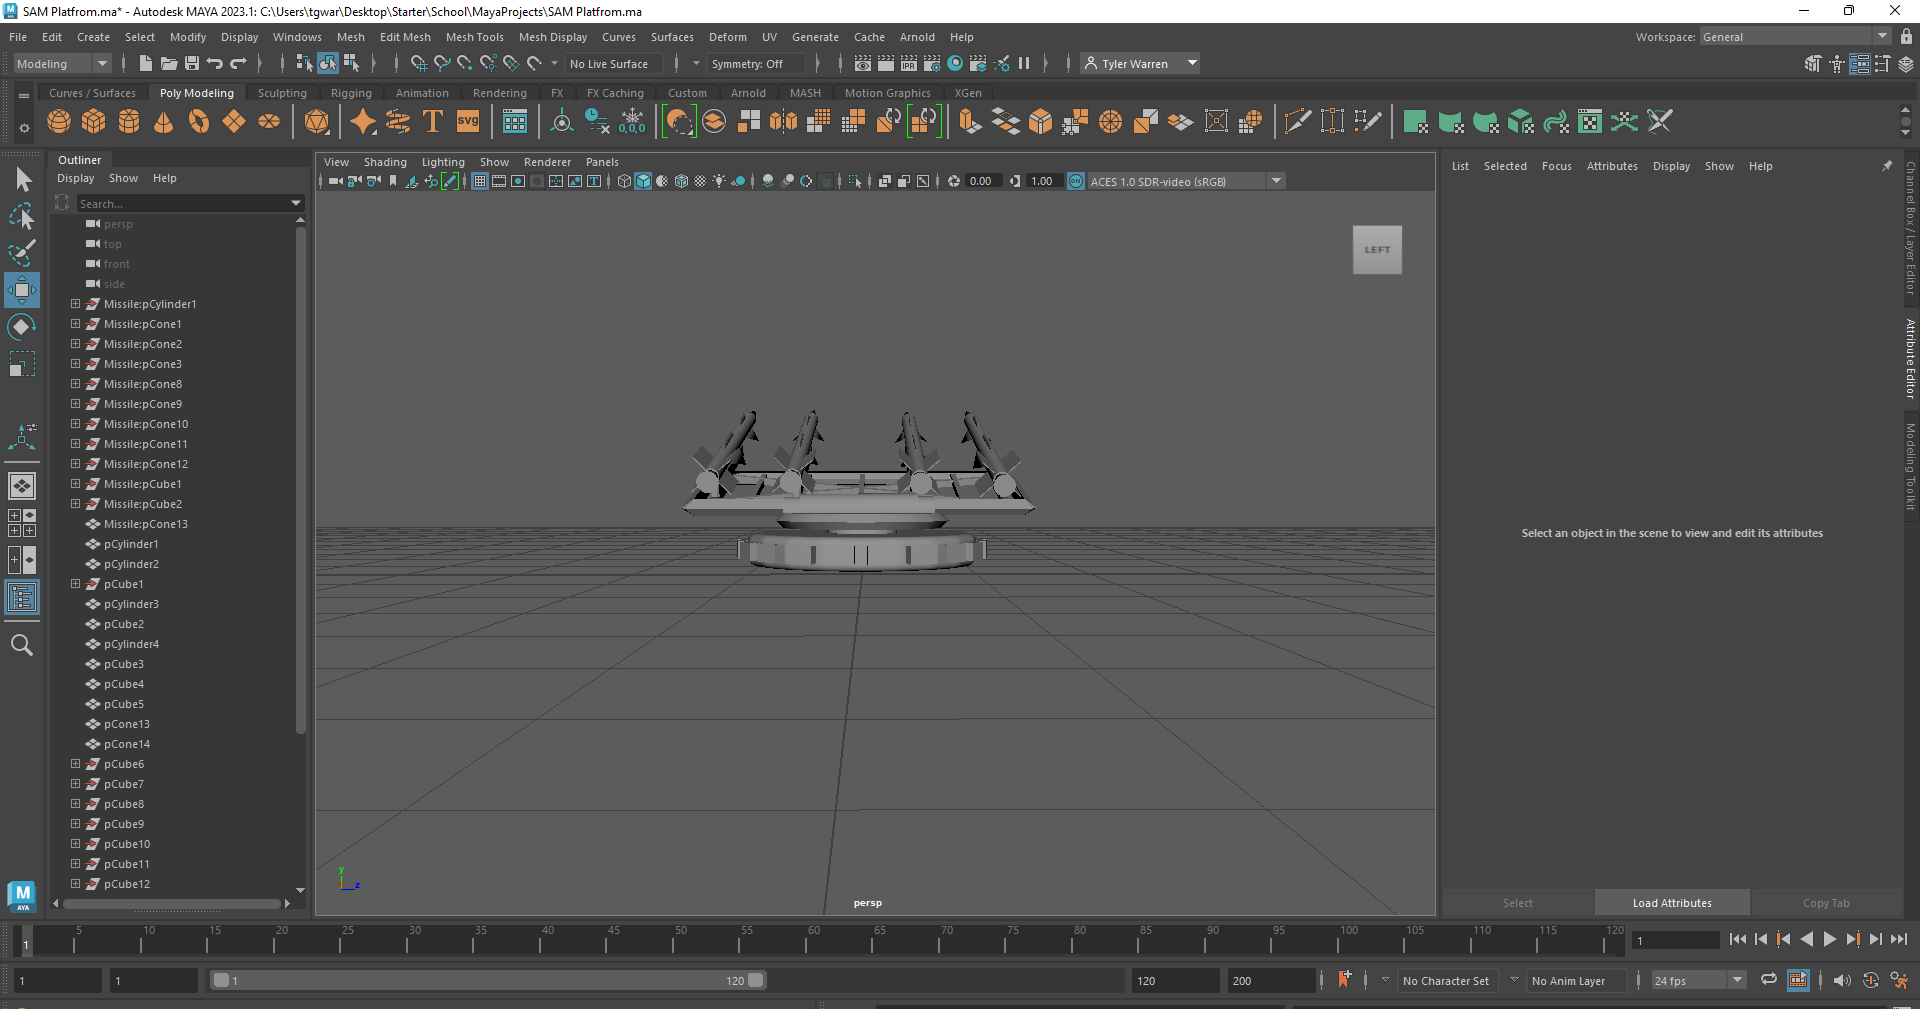 SAM Platfrom.ma* - Autodesk MAYA 2023.1: C:\Users\tgwar\Desktop\Starter\School\MayaProjects\SAM Platfrom.ma
File Edit Create Select Modify Display Windows Mesh Edit Mesh Mesh Tools Mesh Display Curves Surfaces Deform UV Generate Cache Arnold Help Workspace: General
Modeling No Live Surface Symmetry: Off IPR Tyler Warren
Curves / Surfaces Poly Modeling Sculpting Rigging Animation Rendering FX FX Caching Custom Arnold MASH Motion Graphics XGen
T SVG 0,0,0
Outliner
Display Show Help
Search...
persp
top
front
side
Missile:pCylinder1
Missile:pCone1
Missile:pCone2
Missile:pCone3
Missile:pCone8
Missile:pCone9
Missile:pCone10
Missile:pCone11
Missile:pCone12
Missile:pCube1
Missile:pCube2
Missile:pCone13
pCylinder1
pCylinder2
pCube1
pCylinder3
pCube2
pCylinder4
pCube3
pCube4
pCube5
pCone13
pCone14
pCube6
pCube7
pCube8
pCube9
pCube10
pCube11
pCube12
View Shading Lighting Show Renderer Panels
0.00 1.00 ON ACES 1.0 SDR-video (sRGB)
LEFT
y
z
persp
List Selected Focus Attributes Display Show Help
Select an object in the scene to view and edit its attributes
Select Load Attributes Copy Tab
Channel Box / Layer Editor
Attribute Editor
Modeling Toolkit
M
AYA
1 5 10 15 20 25 30 35 40 45 50 55 60 65 70 75 80 85 90 95 100 105 110 115 120 1
1 1 1 120 120 200 No Character Set No Anim Layer 24 fps